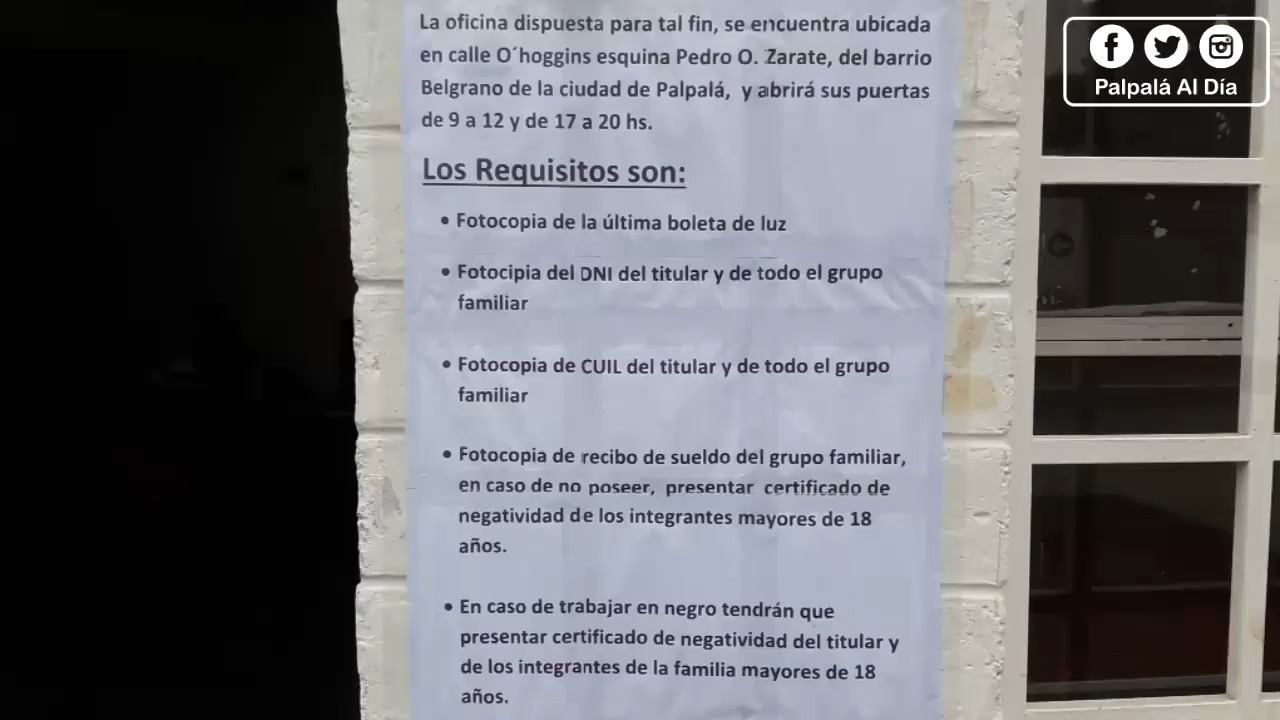 La oficina dispuesta para tal fin, se encuentra ubicada
en calle O´hoggins esquina Pedro O. Zarate, del barrio
Belgrano de la ciudad de Palpalá, y abrirá sus puertas
de 9 a 12 y de 17 a 20 hs.
Los Requisitos son:
• Fotocopia de la última boleta de luz
• Fotocipia del DNI del titular y de todo el grupo
familiar
• Fotocopia de CUIL del titular y de todo el grupo
familiar
• Fotocopia de recibo de sueldo del grupo familiar,
en caso de no poseer, presentar certificado de
negatividad de los integrantes mayores de 18
años.
• En caso de trabajar en negro tendrán que
presentar certificado de negatividad del titular y
de los integrantes de la familia mayores de 18
años.
Palpalá Al Día